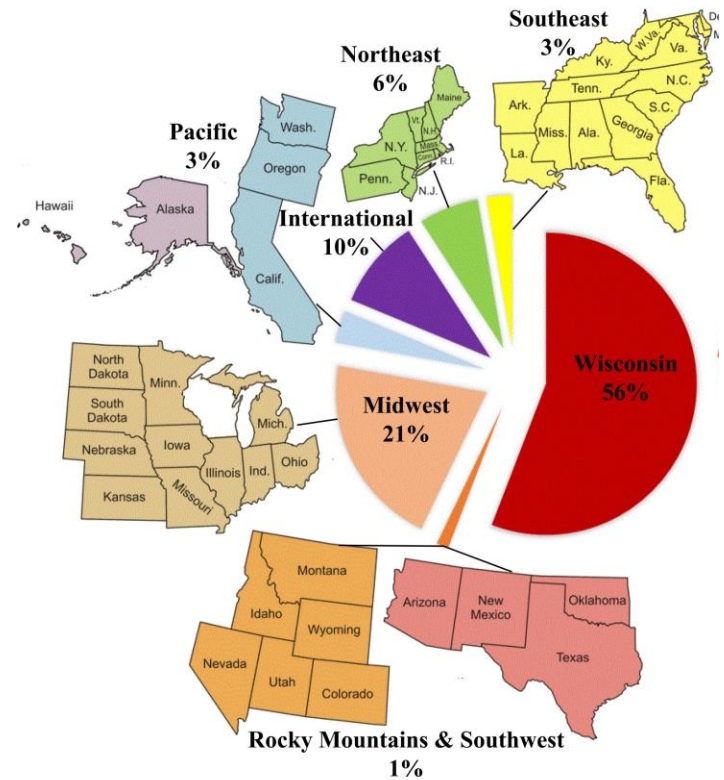 Southeast
3%
De
M
W.Va.
Va.
Ky.
N.C.
Tenn.
S.C.
Ark.
Miss.
Ala.
Georgia
La.
Fla.
Northeast
6%
Maine
Vt.
N.H.
N.Y.
Mass.
Conn.
R.I.
Penn.
N.J.
Pacific
3%
Wash.
Oregon
Calif.
Hawaii
Alaska
International
10%
Wisconsin
56%
Midwest
21%
North
Dakota
Minn.
South
Dakota
Mich.
Nebraska
Iowa
Illinois
Ind.
Ohio
Kansas
Missouri
Montana
Idaho
Wyoming
Nevada
Utah
Colorado
Arizona
New
Mexico
Oklahoma
Texas
Rocky Mountains & Southwest
1%